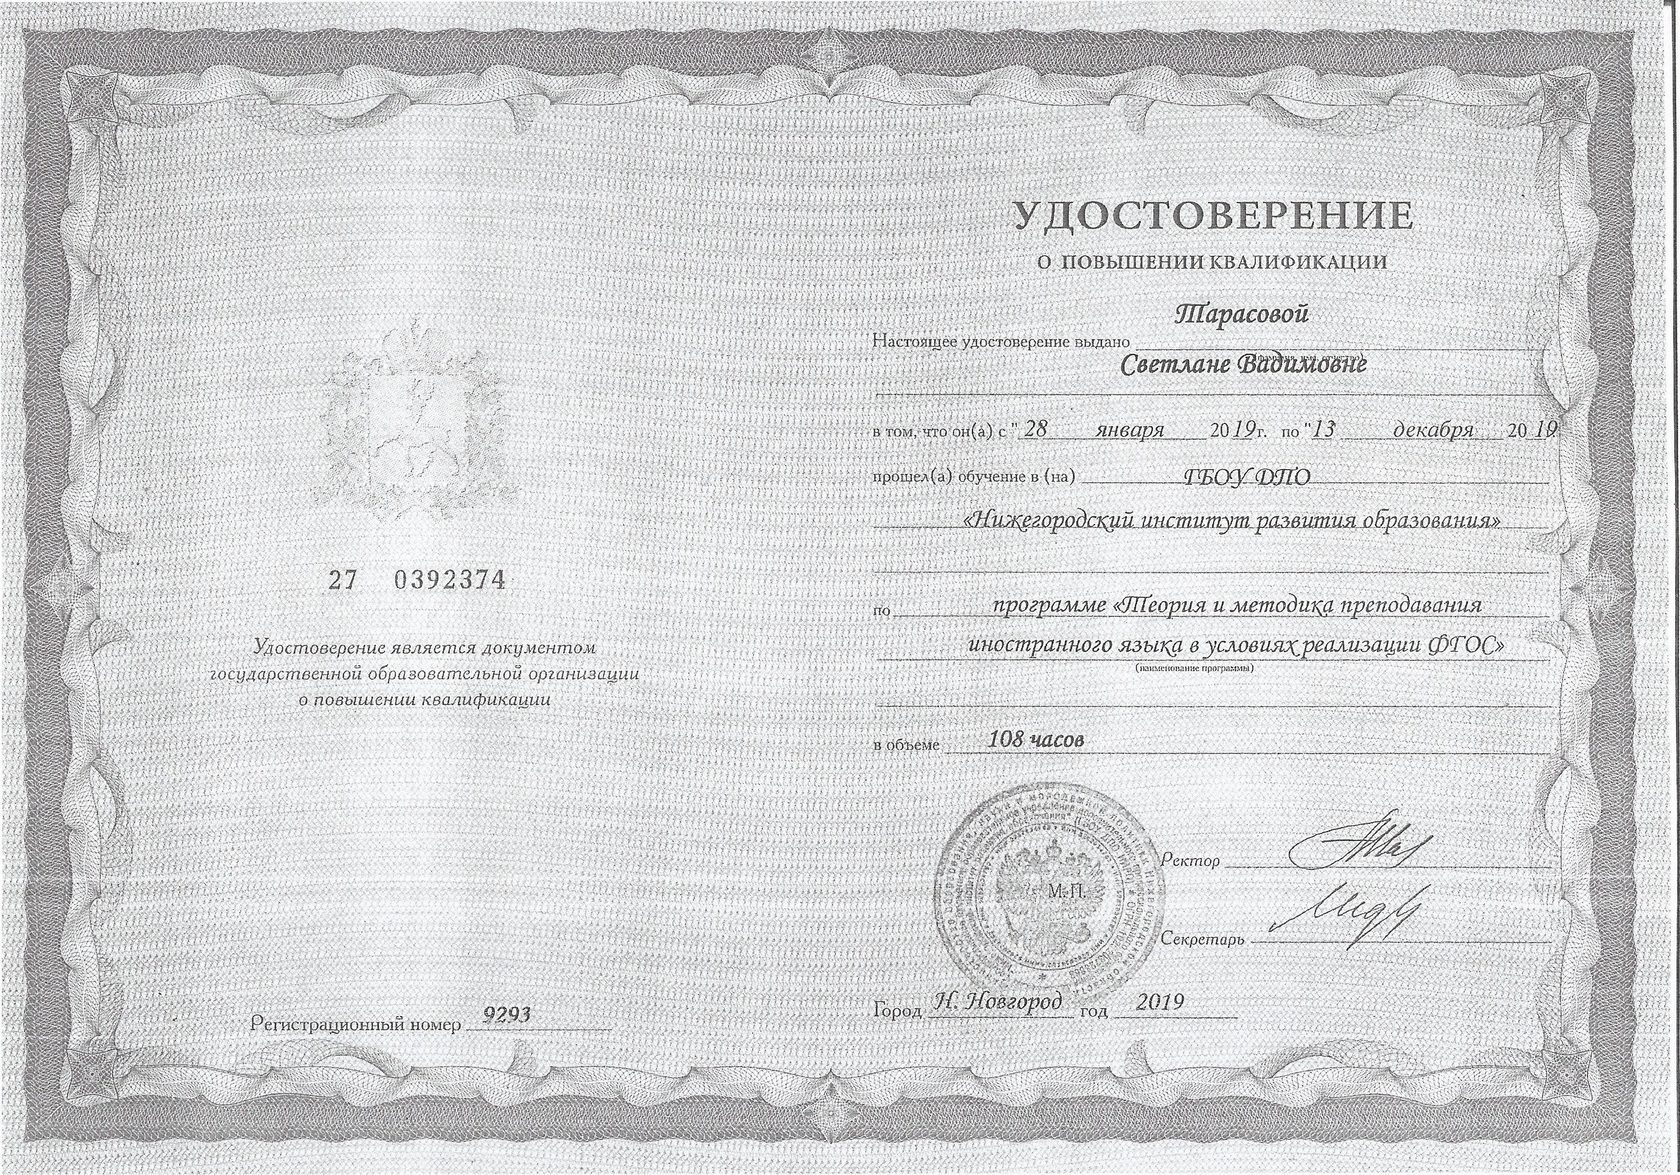 27 0392374
Удостоверение является документом
государственной образовательной организации
о повышении квалификации
Регистрационный номер 9293
УДОСТОВЕРЕНИЕ
О ПОВЫШЕНИИ КВАЛИФИКАЦИИ
Тарасовой
Настоящее удостоверение выдано
(фамилия, имя, отчество)
Светлане Вадимовне
в том, что он(а) с "28 января 2019г. по "13 декабря 2019
прошел(а) обучение в (на) ГБОУ ДПО
«Нижегородский институт развития образования»
по программе «Теория и методика преподавания
иностранного языка в условиях реализации ФГОС»
(наименование программы)
в объеме 108 часов
М.П.
Ректор
Секретарь
Город Н. Новгород год 2019